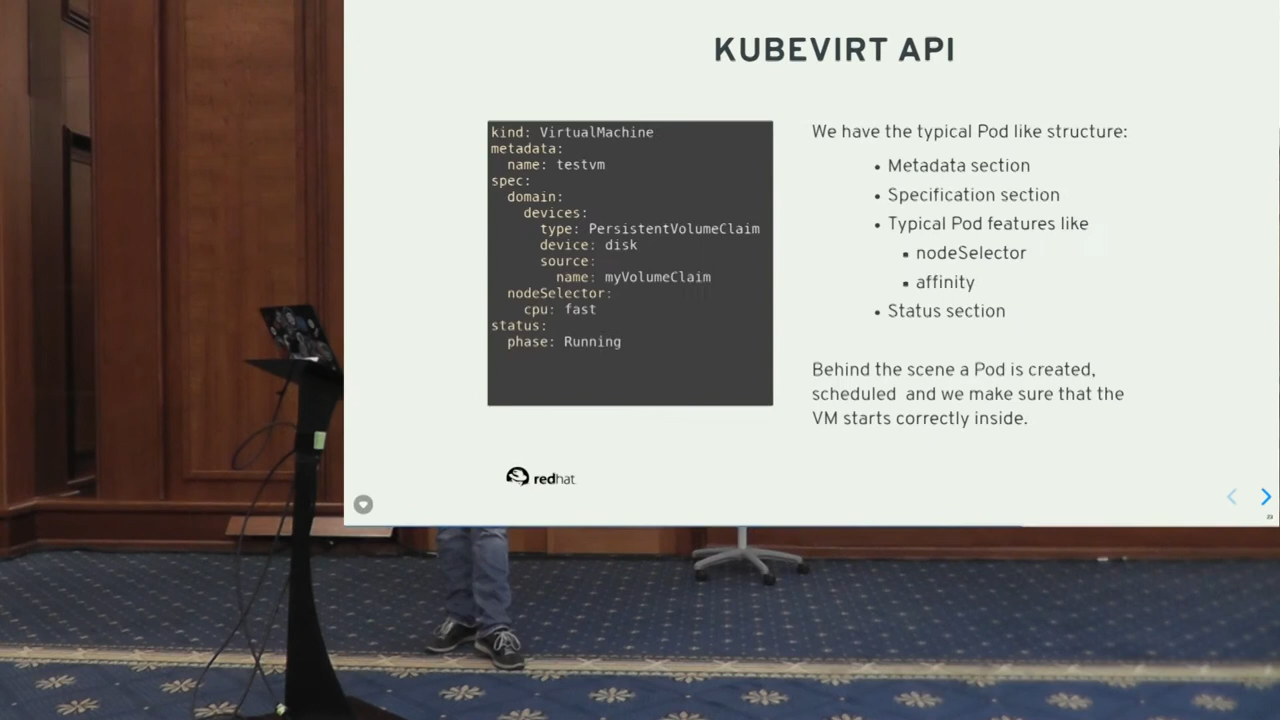 KUBEVIRT API
kind: VirtualMachine
metadata:
  name: testvm
spec:
  domain:
    devices:
      type: PersistentVolumeClaim
      device: disk
      source:
        name: myVolumeClaim
  nodeSelector:
    cpu: fast
status:
  phase: Running
We have the typical Pod like structure:
• Metadata section
• Specification section
• Typical Pod features like
▪ nodeSelector
▪ affinity
• Status section
Behind the scene a Pod is created,
scheduled and we make sure that the
VM starts correctly inside.
redhat